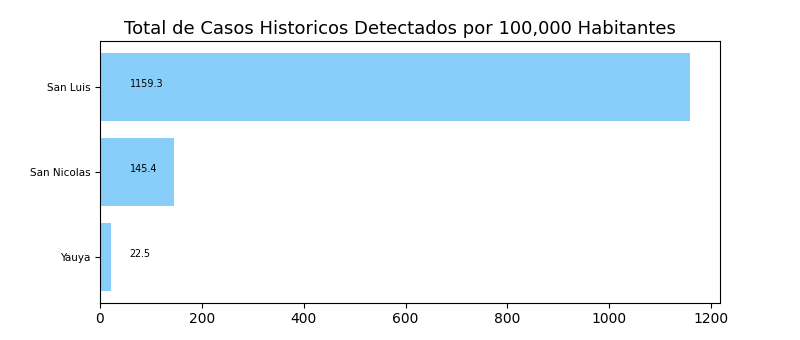 Total de Casos Historicos Detectados por 100,000 Habitantes
San Luis 1159.3
San Nicolas 145.4
Yauya 22.5
0 200 400 600 800 1000 1200